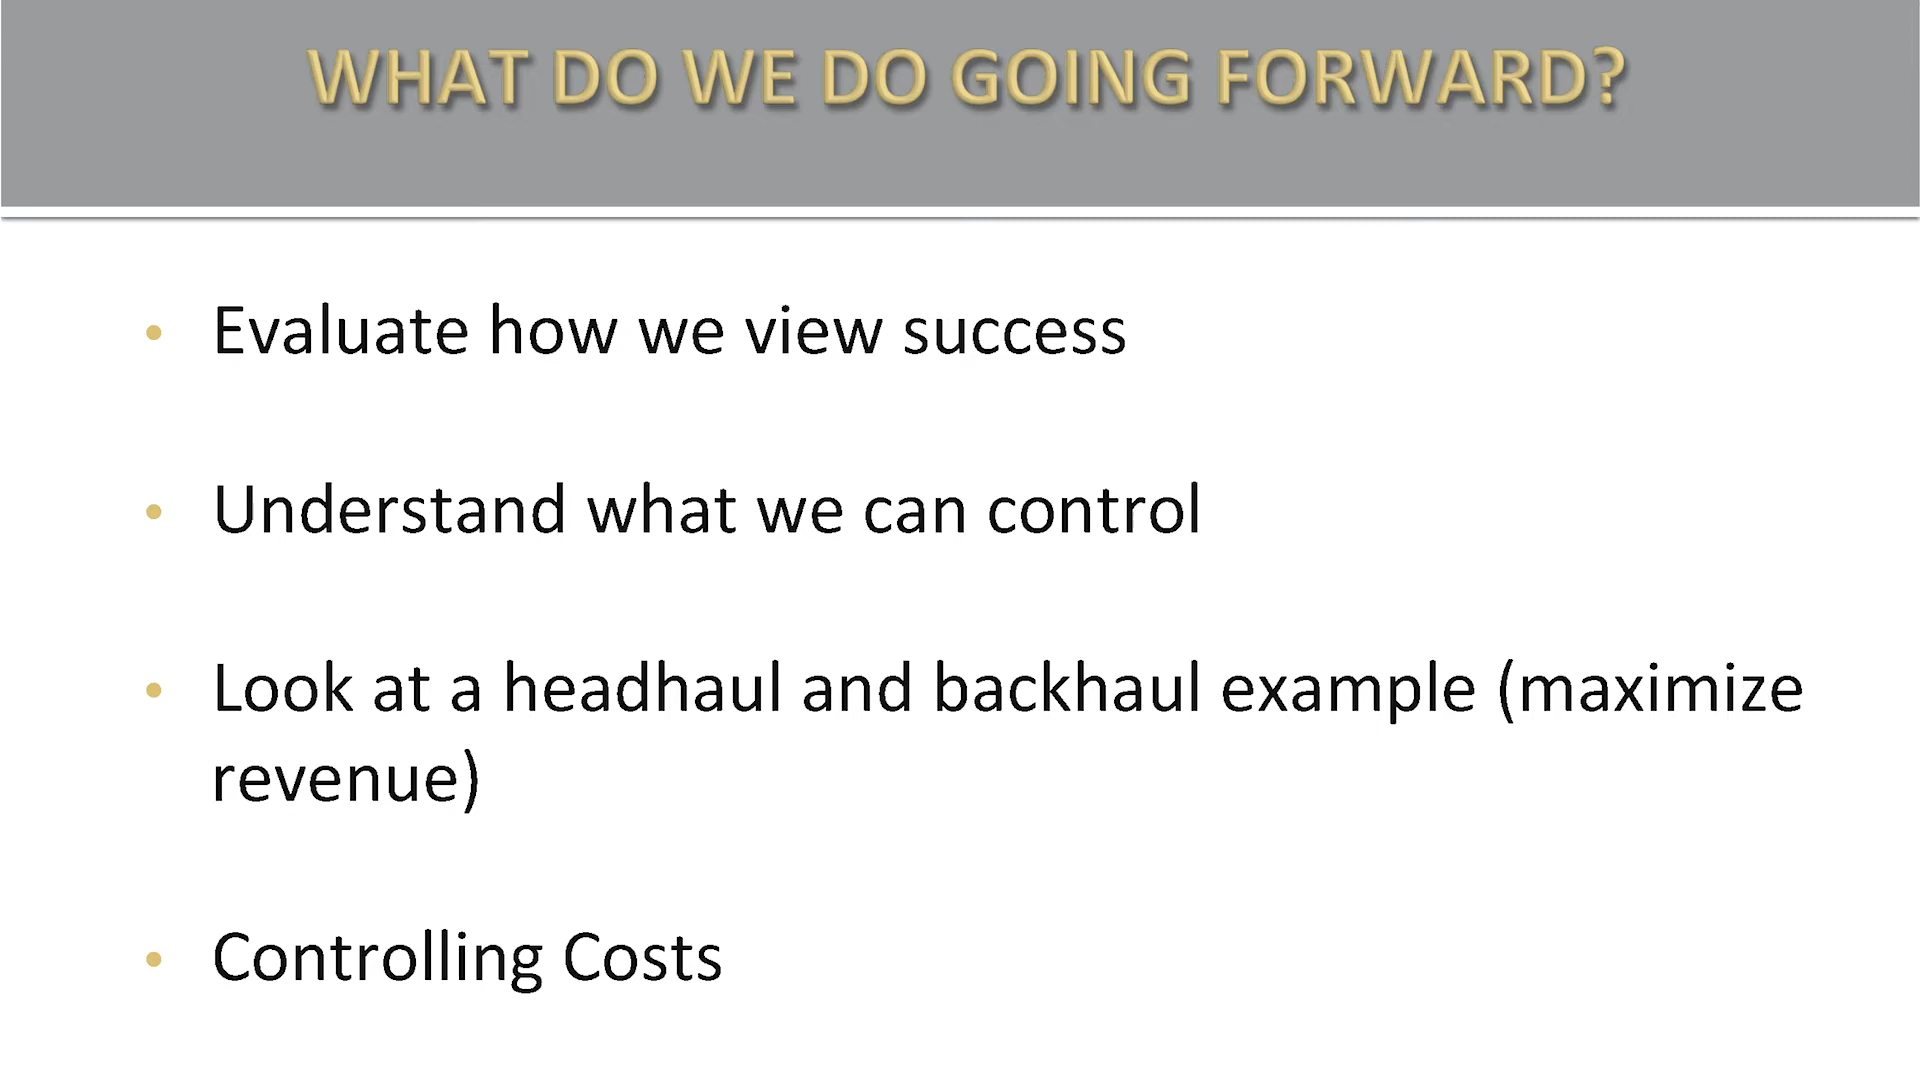 WHAT DO WE DO GOING FORWARD?
• Evaluate how we view success
• Understand what we can control
• Look at a headhaul and backhaul example (maximize
revenue)
• Controlling Costs